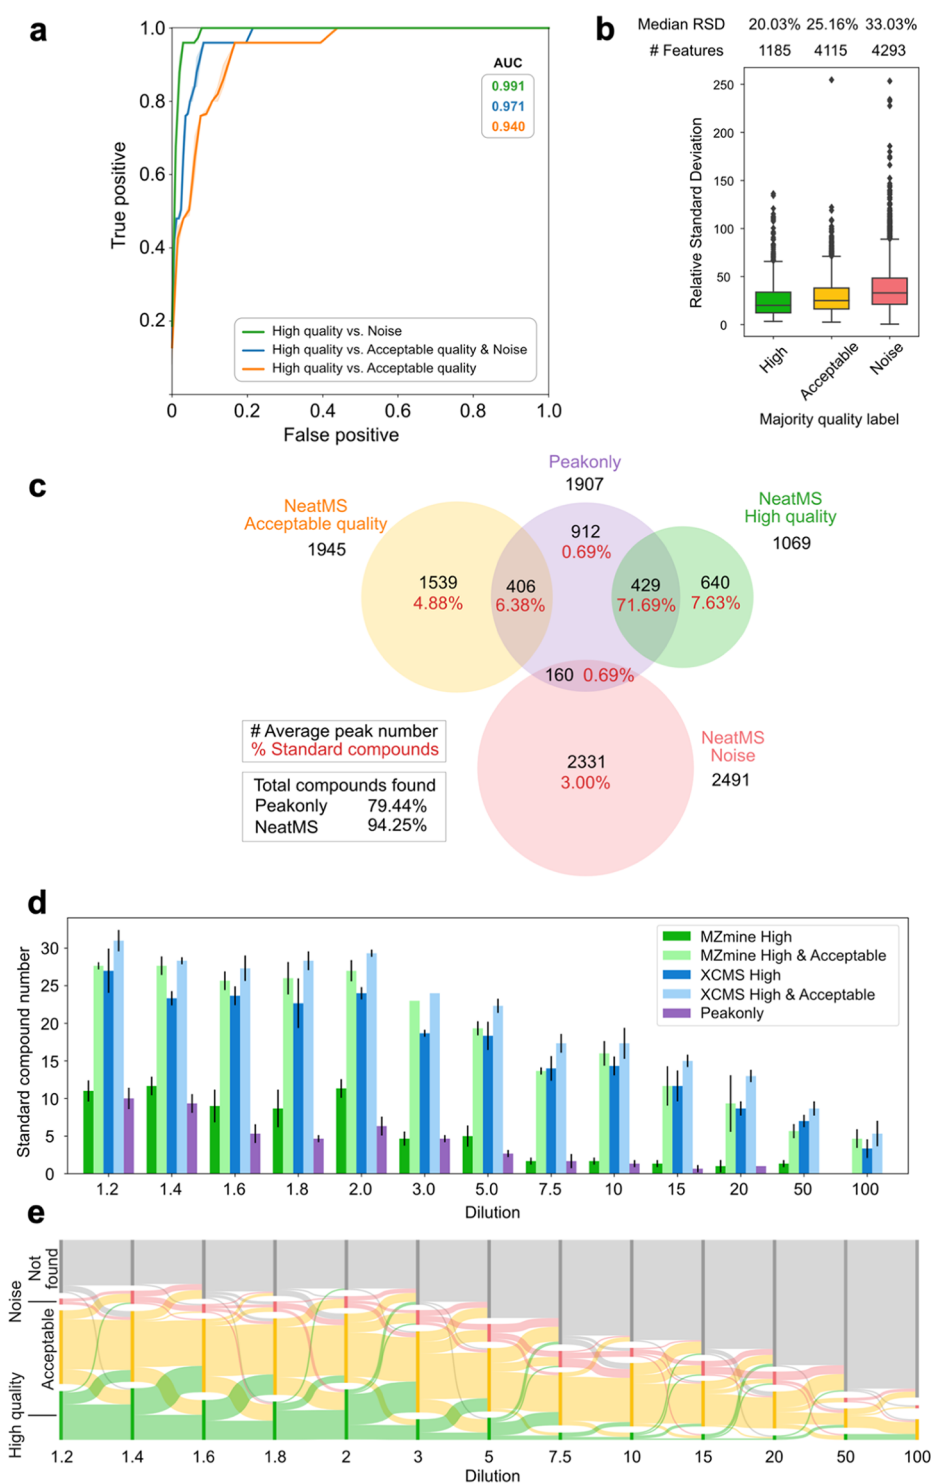 a
1.0
0.8
0.6
0.4
0.2
True positive
0
0.2
0.4
0.6
0.8
1.0
False positive
AUC
0.991
0.971
0.940
High quality vs. Noise
High quality vs. Acceptable quality & Noise
High quality vs. Acceptable quality
b
Median RSD 20.03% 25.16% 33.03%
# Features 1185 4115 4293
250
200
150
100
50
0
Relative Standard Deviation
High
Acceptable
Noise
Majority quality label
c
Peakonly
1907
NeatMS
Acceptable quality
1945
NeatMS
High quality
1069
912
0.69%
1539
4.88%
406
6.38%
429
71.69%
640
7.63%
160 0.69%
2331
3.00%
NeatMS
Noise
2491
# Average peak number
% Standard compounds
Total compounds found
Peakonly 79.44%
NeatMS 94.25%
d
30
25
20
15
10
5
0
Standard compound number
MZmine High
MZmine High & Acceptable
XCMS High
XCMS High & Acceptable
Peakonly
1.2 1.4 1.6 1.8 2.0 3.0 5.0 7.5 10 15 20 50 100
Dilution
e
Not
found
Noise
Acceptable
High quality
1.2 1.4 1.6 1.8 2 3 5 7.5 10 15 20 50 100
Dilution